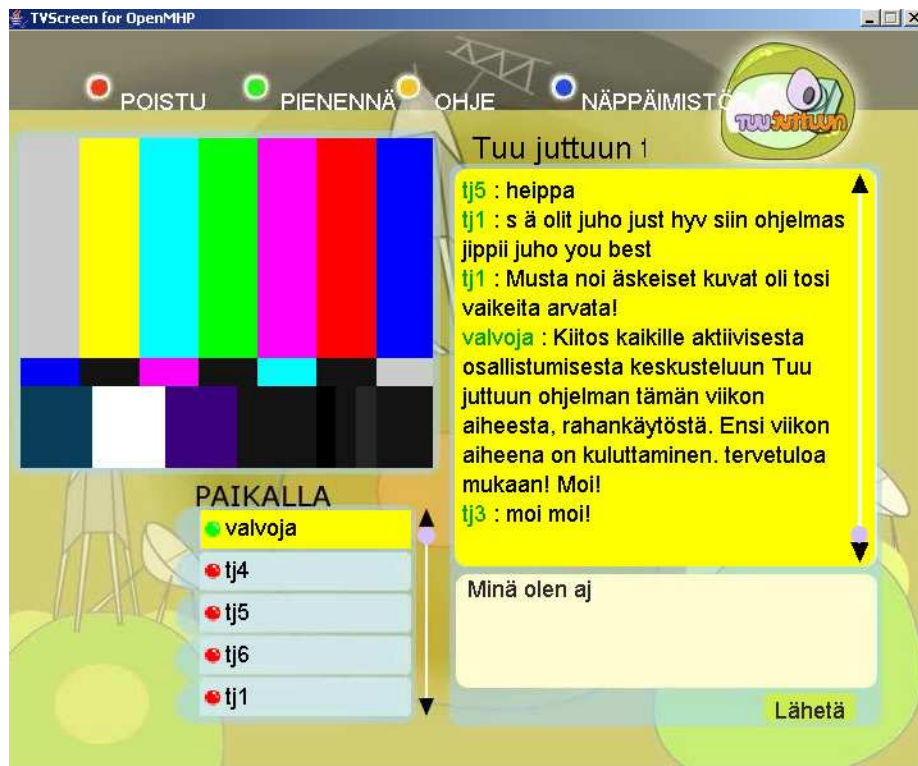 TVScreen for OpenMHP
POISTU PIENENNÄ OHJE NÄPPÄIMISTÖ
TUU JUTTUUN
Tuu juttuun
tj5 : heippa
tj1 : s ä olit juho just hyv siin ohjelmas
jippii juho you best
tj1 : Musta noi äskeiset kuvat oli tosi
vaikeita arvata!
valvoja : Kiitos kaikille aktiivisesta
osallistumisesta keskusteluun Tuu
juttuun ohjelman tämän viikon
aiheesta, rahankäytöstä. Ensi viikon
aiheena on kuluttaminen. tervetuloa
mukaan! Moi!
tj3 : moi moi!
PAIKALLA
valvoja
tj4
tj5
tj6
tj1
Minä olen aj
Lähetä